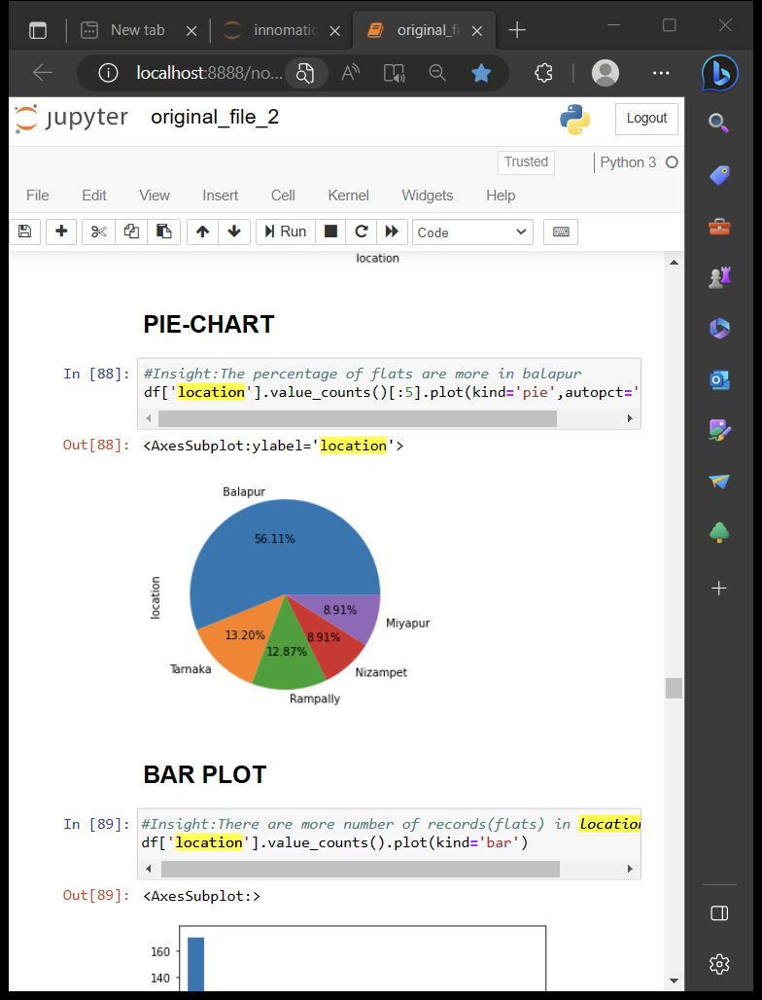 New tab
innomatic
original_fi
localhost:8888/no...
A
jupyter original_file_2
Logout
Trusted
Python 3
File Edit View Insert Cell Kernel Widgets Help
Run
Code
location
PIE-CHART
In [88]:
#Insight:The percentage of flats are more in balapur
df['location'].value_counts()[:5].plot(kind='pie',autopct='
Out[88]: <AxesSubplot:ylabel='location'>
Balapur
56.11%
location
8.91%
Miyapur
13.20%
8.91%
12.87%
Tarnaka
Nizampet
Rampally
BAR PLOT
In [89]:
#Insight:There are more number of records(flats) in location
df['location'].value_counts().plot(kind='bar')
Out[89]: <AxesSubplot:>
160
140